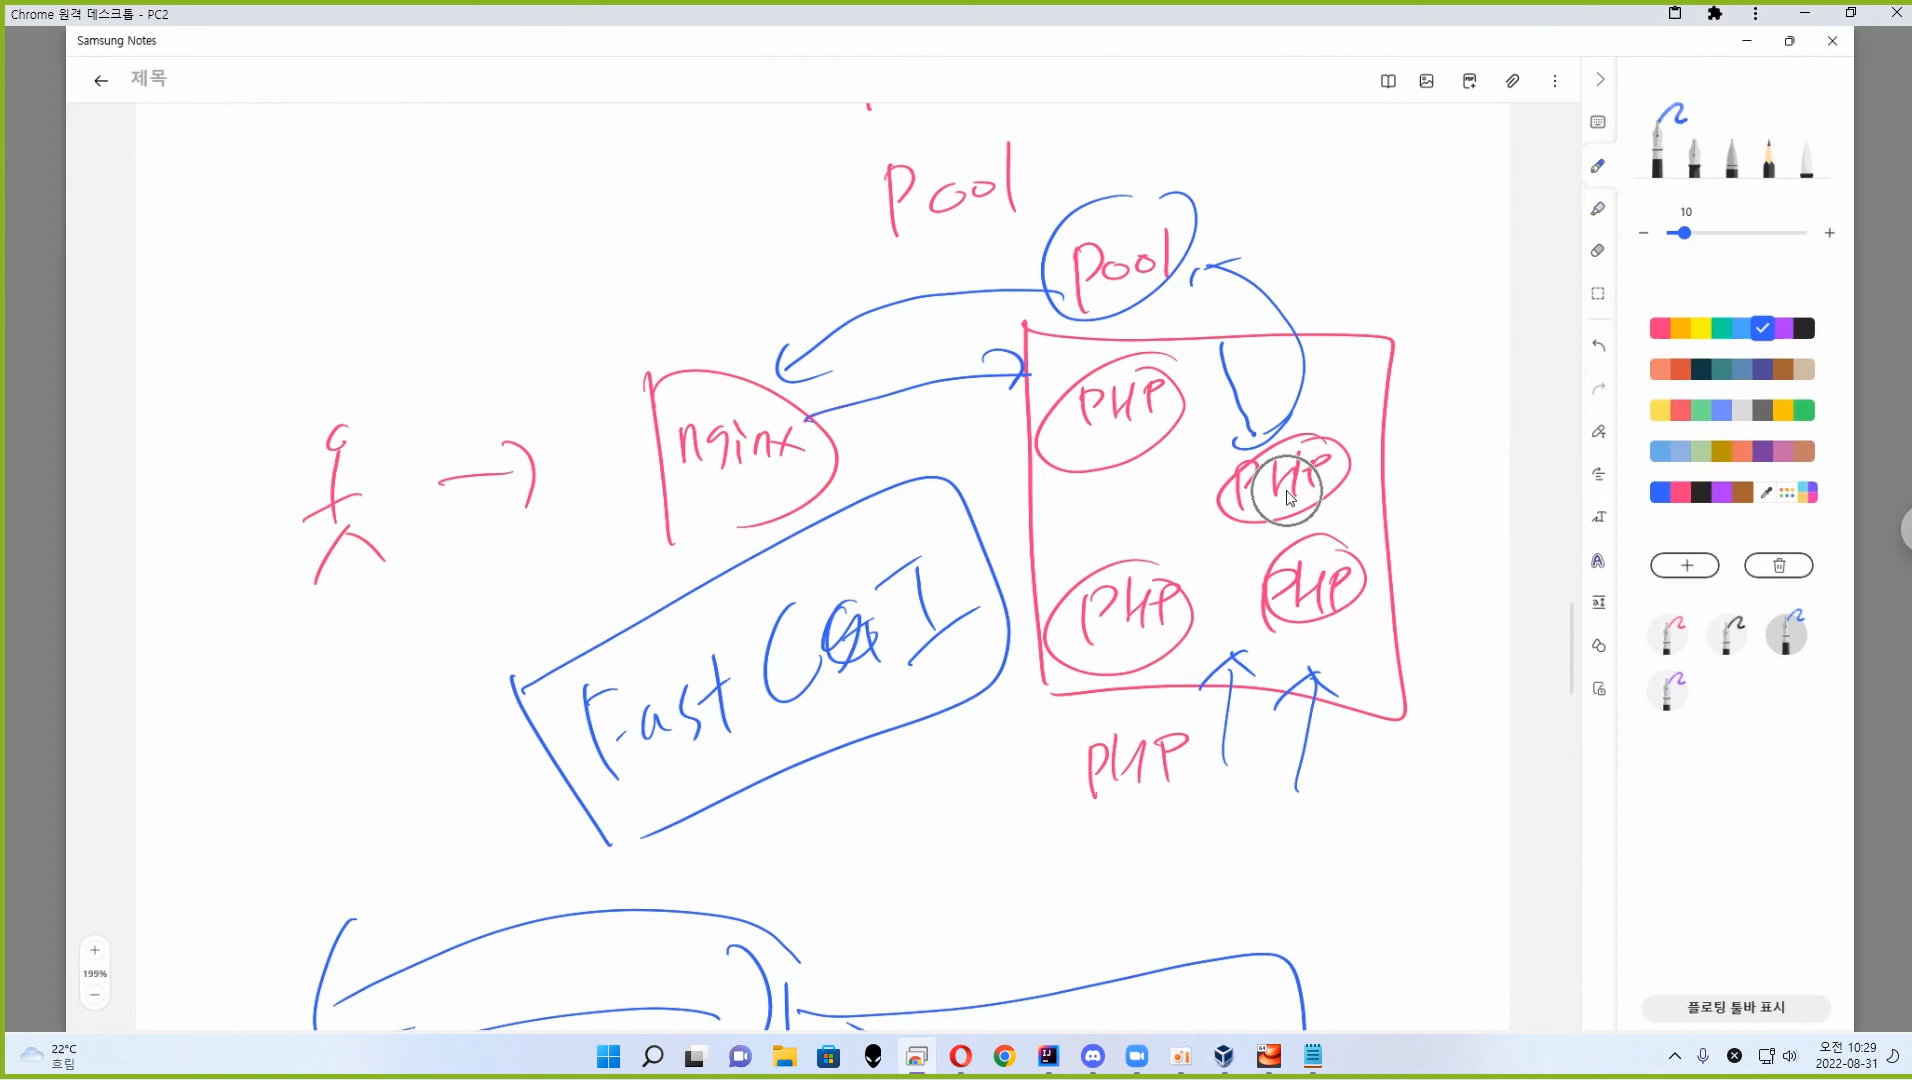 Chrome 원격 데스크톱 - PC2
Samsung Notes
제목
Pool
Pool
PHP
nginx
PHP
PHP
PHP
Fast CGI
PHP
10
199%
플로팅 툴바 표시
22°C
흐림
오전 10:29
2022-08-31